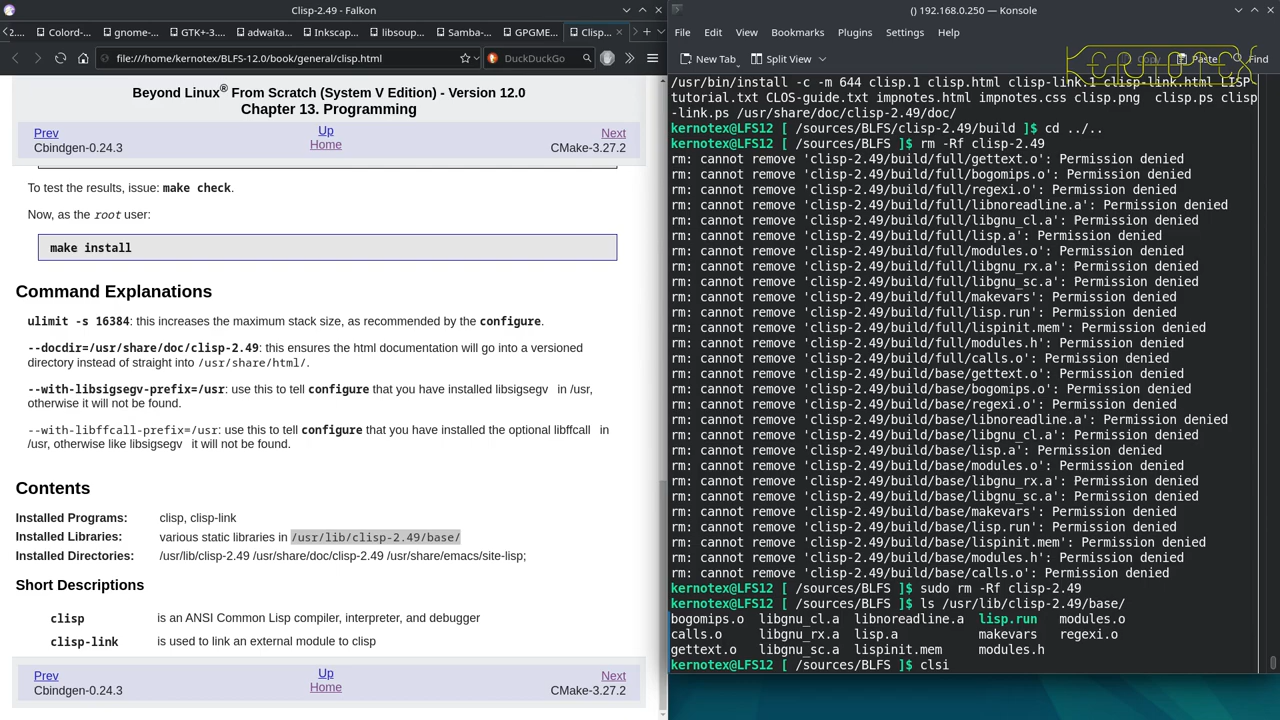 Clisp-2.49 - Falkon
2.... Colord-... gnome-... GTK+-3.... adwaita... Inkscap... libsoup... Samba-... GPGME... Clisp...
file:///home/kernotex/BLFS-12.0/book/general/clisp.html
DuckDuckGo
Beyond Linux® From Scratch (System V Edition) - Version 12.0
Chapter 13. Programming
Prev Up Next
Cbindgen-0.24.3 Home CMake-3.27.2
To test the results, issue: make check.
Now, as the root user:
make install
Command Explanations
ulimit -s 16384: this increases the maximum stack size, as recommended by the configure.
--docdir=/usr/share/doc/clisp-2.49: this ensures the html documentation will go into a versioned
directory instead of straight into /usr/share/html/.
--with-libsigsegv-prefix=/usr: use this to tell configure that you have installed libsigsegv in /usr,
otherwise it will not be found.
--with-libffcall-prefix=/usr: use this to tell configure that you have installed the optional libffcall in
/usr, otherwise like libsigsegv it will not be found.
Contents
Installed Programs: clisp, clisp-link
Installed Libraries: various static libraries in /usr/lib/clisp-2.49/base/
Installed Directories: /usr/lib/clisp-2.49 /usr/share/doc/clisp-2.49 /usr/share/emacs/site-lisp;
Short Descriptions
clisp is an ANSI Common Lisp compiler, interpreter, and debugger
clisp-link is used to link an external module to clisp
Prev Up Next
Cbindgen-0.24.3 Home CMake-3.27.2
() 192.168.0.250 — Konsole
File Edit View Bookmarks Plugins Settings Help
New Tab Split View Copy Paste Find
Kernotex
/usr/bin/install -c -m 644 clisp.1 clisp.html clisp-link.1 clisp-link.html LISP-
tutorial.txt CLOS-guide.txt impnotes.html impnotes.css clisp.png  clisp.ps clisp
-link.ps /usr/share/doc/clisp-2.49/doc/
kernotex@LFS12 [ /sources/BLFS/clisp-2.49/build ]$ cd ../..
kernotex@LFS12 [ /sources/BLFS ]$ rm -Rf clisp-2.49
rm: cannot remove 'clisp-2.49/build/full/gettext.o': Permission denied
rm: cannot remove 'clisp-2.49/build/full/bogomips.o': Permission denied
rm: cannot remove 'clisp-2.49/build/full/regexi.o': Permission denied
rm: cannot remove 'clisp-2.49/build/full/libnoreadline.a': Permission denied
rm: cannot remove 'clisp-2.49/build/full/libgnu_cl.a': Permission denied
rm: cannot remove 'clisp-2.49/build/full/lisp.a': Permission denied
rm: cannot remove 'clisp-2.49/build/full/modules.o': Permission denied
rm: cannot remove 'clisp-2.49/build/full/libgnu_rx.a': Permission denied
rm: cannot remove 'clisp-2.49/build/full/libgnu_sc.a': Permission denied
rm: cannot remove 'clisp-2.49/build/full/makevars': Permission denied
rm: cannot remove 'clisp-2.49/build/full/lisp.run': Permission denied
rm: cannot remove 'clisp-2.49/build/full/lispinit.mem': Permission denied
rm: cannot remove 'clisp-2.49/build/full/modules.h': Permission denied
rm: cannot remove 'clisp-2.49/build/full/calls.o': Permission denied
rm: cannot remove 'clisp-2.49/build/base/gettext.o': Permission denied
rm: cannot remove 'clisp-2.49/build/base/bogomips.o': Permission denied
rm: cannot remove 'clisp-2.49/build/base/regexi.o': Permission denied
rm: cannot remove 'clisp-2.49/build/base/libnoreadline.a': Permission denied
rm: cannot remove 'clisp-2.49/build/base/libgnu_cl.a': Permission denied
rm: cannot remove 'clisp-2.49/build/base/lisp.a': Permission denied
rm: cannot remove 'clisp-2.49/build/base/modules.o': Permission denied
rm: cannot remove 'clisp-2.49/build/base/libgnu_rx.a': Permission denied
rm: cannot remove 'clisp-2.49/build/base/libgnu_sc.a': Permission denied
rm: cannot remove 'clisp-2.49/build/base/makevars': Permission denied
rm: cannot remove 'clisp-2.49/build/base/lisp.run': Permission denied
rm: cannot remove 'clisp-2.49/build/base/lispinit.mem': Permission denied
rm: cannot remove 'clisp-2.49/build/base/modules.h': Permission denied
rm: cannot remove 'clisp-2.49/build/base/calls.o': Permission denied
kernotex@LFS12 [ /sources/BLFS ]$ sudo rm -Rf clisp-2.49
kernotex@LFS12 [ /sources/BLFS ]$ ls /usr/lib/clisp-2.49/base/
bogomips.o  libgnu_cl.a  libnoreadline.a  lisp.run   modules.o
calls.o     libgnu_rx.a  lisp.a           makevars   regexi.o
gettext.o   libgnu_sc.a  lispinit.mem     modules.h
kernotex@LFS12 [ /sources/BLFS ]$ clsi